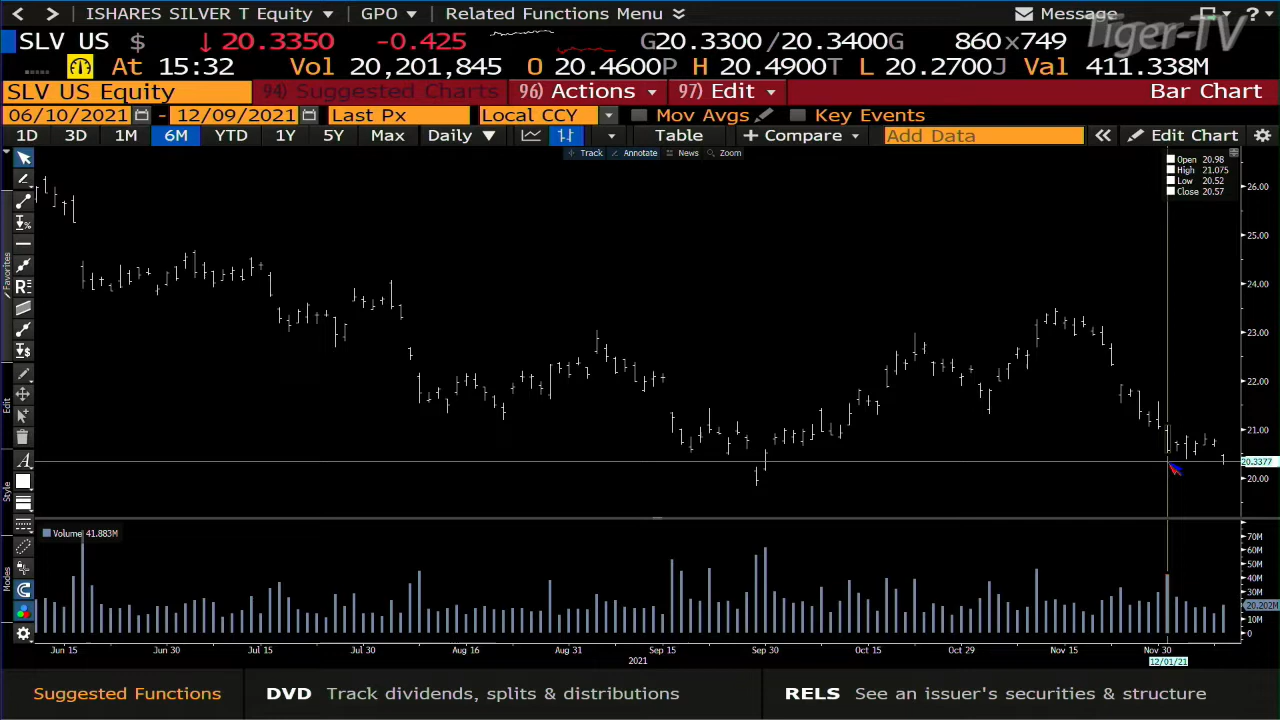 ISHARES SILVER T Equity GPO Related Functions Menu Message ?
Tiger-TV
SLV US $ ↓ 20.3350 -0.425 G20.3300 /20.3400G 860 x 749
At 15:32 Vol 20,201,845 O 20.4600P H 20.4900T L 20.2700J Val 411.338M
SLV US Equity 94) Suggested Charts 96) Actions 97) Edit Bar Chart
06/10/2021 - 12/09/2021 Last Px Local CCY Mov Avgs Key Events
1D 3D 1M 6M YTD 1Y 5Y Max Daily ▼ Table + Compare Add Data « Edit Chart
Track Annotate News Zoom
Open 20.98
High 21.075
Low 20.52
Close 20.57
26.00
25.00
24.00
23.00
22.00
21.00
20.3377
20.00
Favorites
Edit
Style
Modes
Volume 41.883M
70M
60M
50M
40M
30M
20.202M
10M
0
Jun 15 Jun 30 Jul 15 Jul 30 Aug 16 Aug 31 Sep 15 Sep 30 Oct 15 Oct 29 Nov 15 Nov 30
2021 12/01/21
Suggested Functions DVD Track dividends, splits & distributions RELS See an issuer's securities & structure